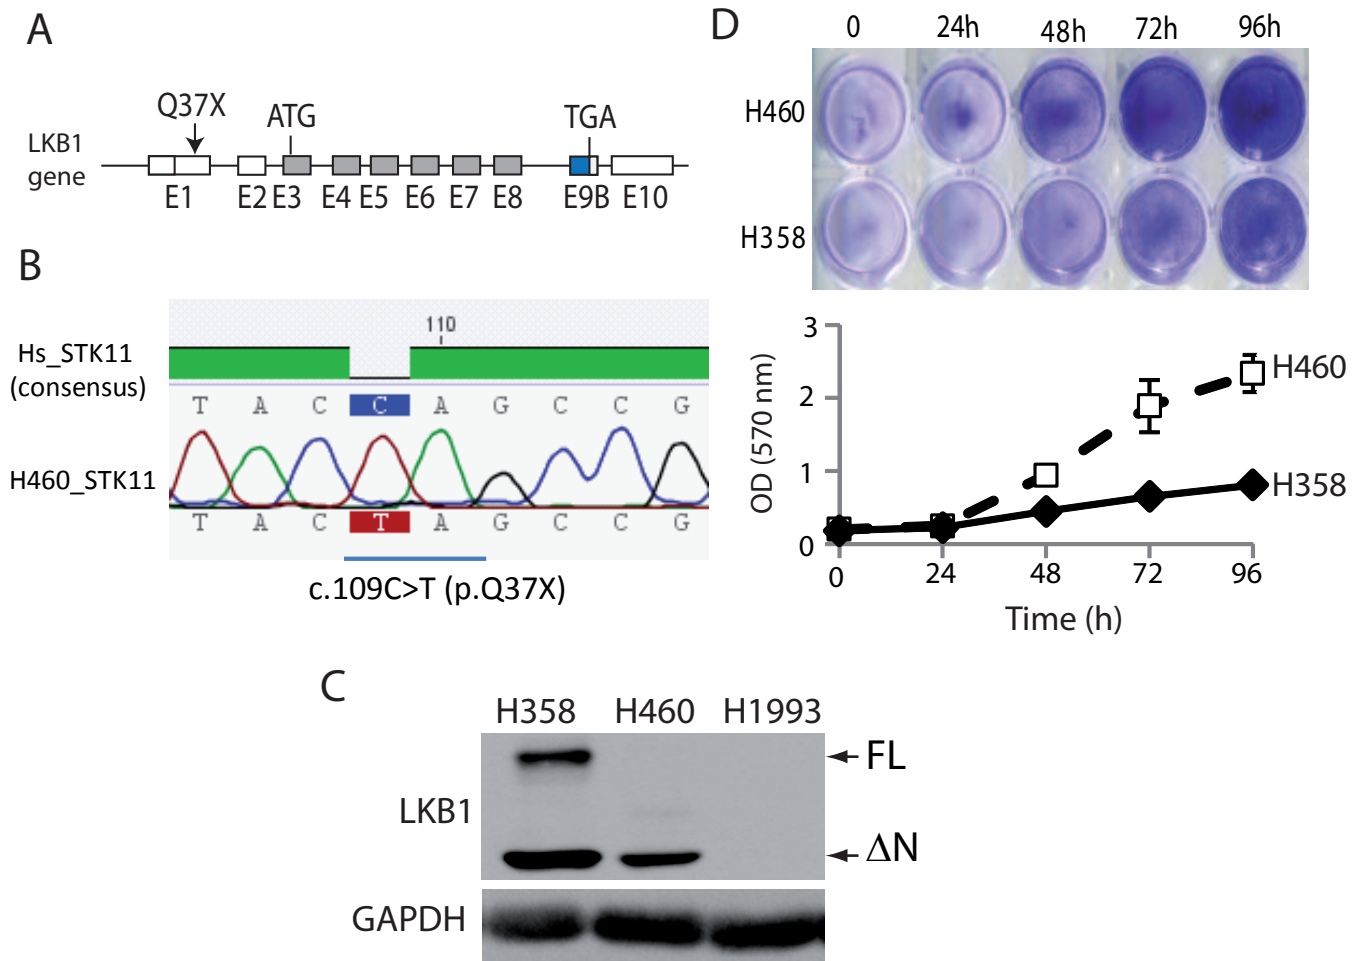 A
Q37X
ATG
TGA
LKB1
gene
E1 E2 E3 E4 E5 E6 E7 E8 E9B E10
B
110
Hs_STK11
(consensus)
T A C C A G C C G
H460_STK11
T A C T A G C C G
c.109C>T (p.Q37X)
C
H358 H460 H1993
FL
LKB1
ΔN
GAPDH
D
0 24h 48h 72h 96h
H460
H358
3
2
1
0
OD (570 nm)
H460
H358
0 24 48 72 96
Time (h)